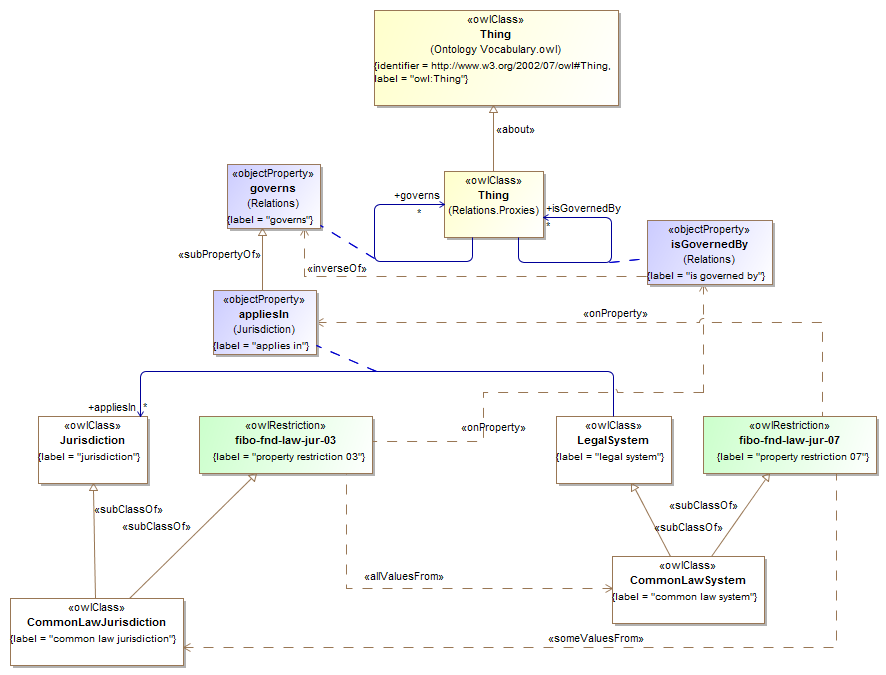 «owlClass»
Thing
(Ontology Vocabulary.owl)
{identifier = http://www.w3.org/2002/07/owl#Thing,
label = "owl:Thing"}
«about»
«objectProperty»
governs
(Relations)
{label = "governs"}
+governs
*
«owlClass»
Thing
(Relations.Proxies)
+isGovernedBy
*
«objectProperty»
isGovernedBy
(Relations)
{label = "is governed by"}
«subPropertyOf»
«inverseOf»
«objectProperty»
appliesIn
(Jurisdiction)
{label = "applies in"}
«onProperty»
+appliesIn
*
«owlClass»
Jurisdiction
{label = "jurisdiction"}
«owlRestriction»
fibo-fnd-law-jur-03
{label = "property restriction 03"}
«onProperty»
«owlClass»
LegalSystem
{label = "legal system"}
«owlRestriction»
fibo-fnd-law-jur-07
{label = "property restriction 07"}
«subClassOf»
«subClassOf»
«subClassOf»
«subClassOf»
«allValuesFrom»
«owlClass»
CommonLawSystem
{label = "common law system"}
«owlClass»
CommonLawJurisdiction
{label = "common law jurisdiction"}
«someValuesFrom»